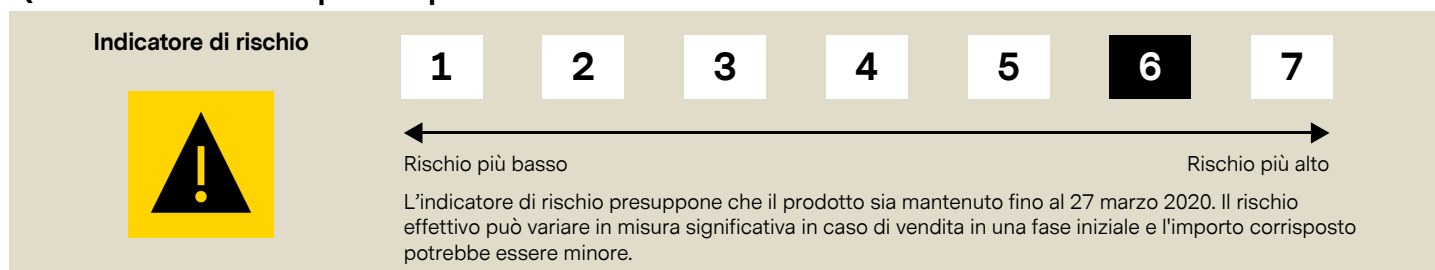 Indicatore di rischio
1 2 3 4 5 6 7
!
Rischio più basso Rischio più alto
L'indicatore di rischio presuppone che il prodotto sia mantenuto fino al 27 marzo 2020. Il rischio
effettivo può variare in misura significativa in caso di vendita in una fase iniziale e l'importo corrisposto
potrebbe essere minore.